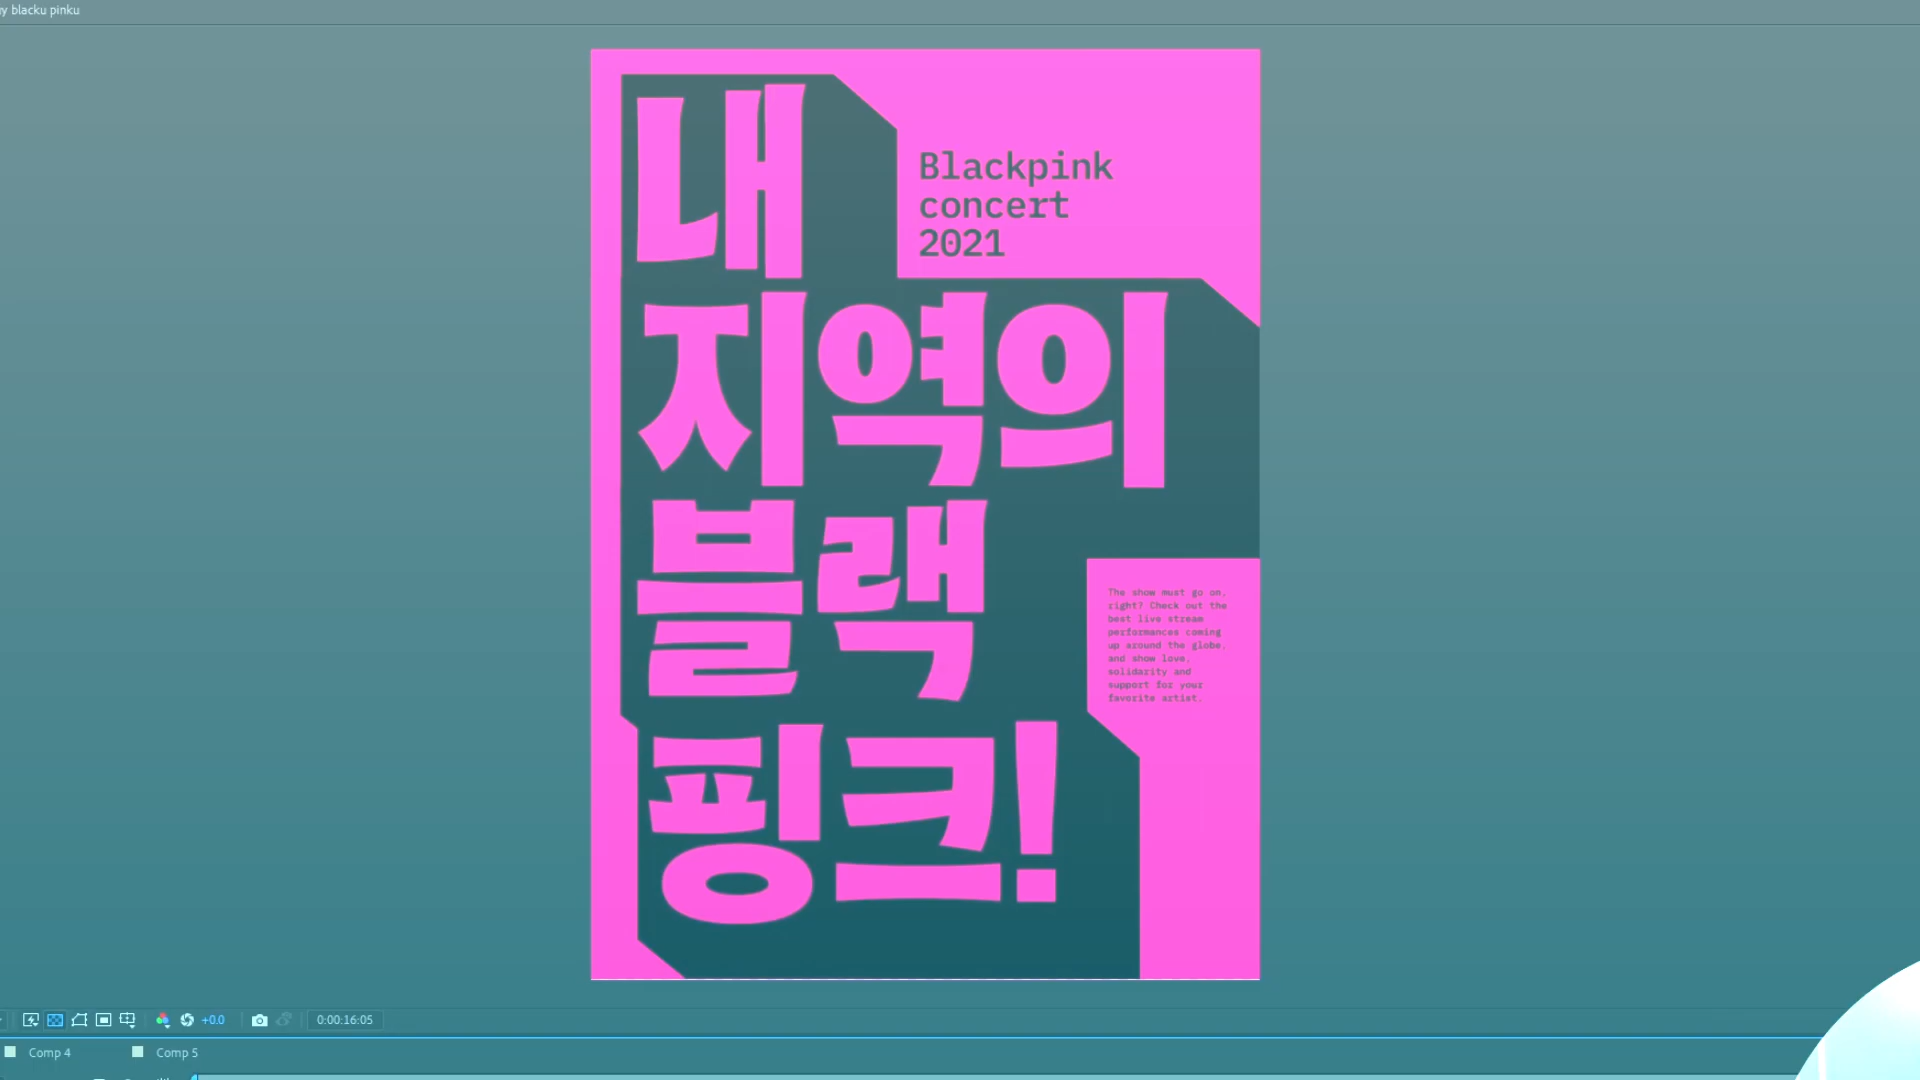 y blacku pinku
내
Blackpink
concert
2021
지역의
블랙
핑크!
The show must go on,
right? Check out the
best live stream
performances coming
up around the globe,
and show love,
solidarity and
support for your
favorite artist.
+0.0
0:00:16:05
Comp 4
Comp 5